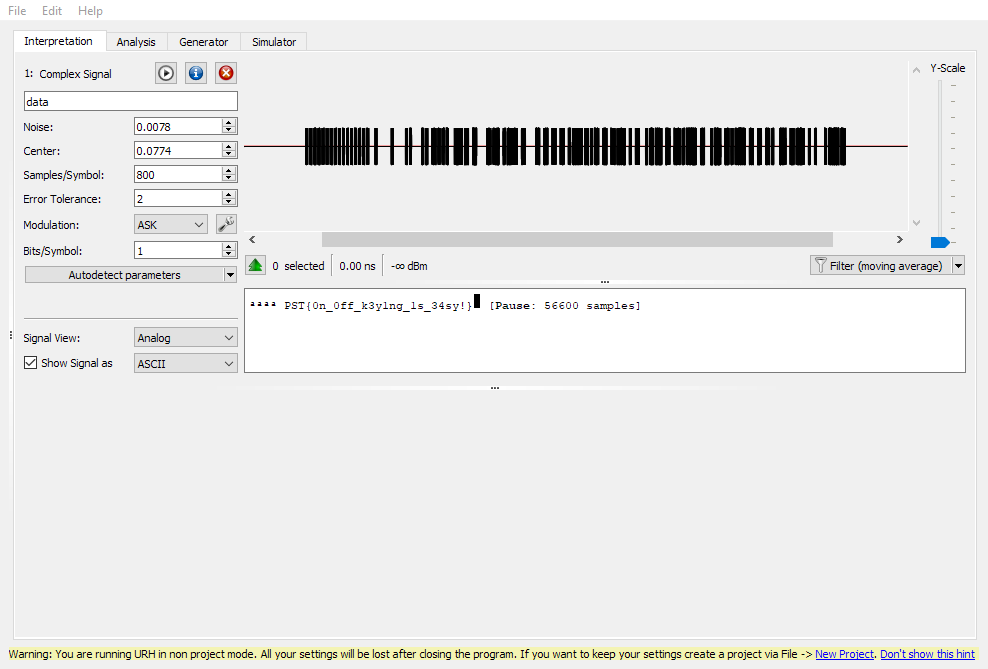 File Edit Help
Interpretation Analysis Generator Simulator
1: Complex Signal
data
Noise: 0.0078
Center: 0.0774
Samples/Symbol: 800
Error Tolerance: 2
Modulation: ASK
Bits/Symbol: 1
Autodetect parameters
Signal View: Analog
Show Signal as ASCII
Y-Scale
0 selected 0.00 ns -∞ dBm Filter (moving average)
ªªªª PST{0n_0ff_k3y1ng_1s_34sy!} [Pause: 56600 samples]
Warning: You are running URH in non project mode. All your settings will be lost after closing the program. If you want to keep your settings create a project via File -> New Project. Don't show this hint